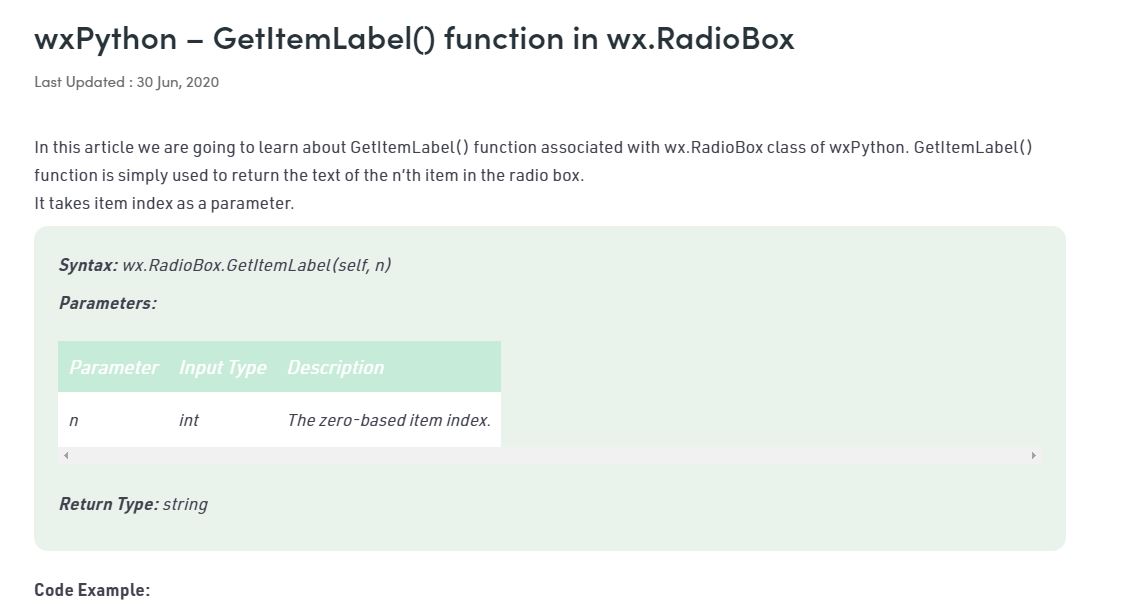 wxPython – GetItemLabel() function in wx.RadioBox
Last Updated : 30 Jun, 2020
In this article we are going to learn about GetItemLabel() function associated with wx.RadioBox class of wxPython. GetItemLabel()
function is simply used to return the text of the n’th item in the radio box.
It takes item index as a parameter.
Syntax: wx.RadioBox.GetItemLabel(self, n)
Parameters:
Parameter Input Type Description
n int The zero-based item index.
Return Type: string
Code Example: